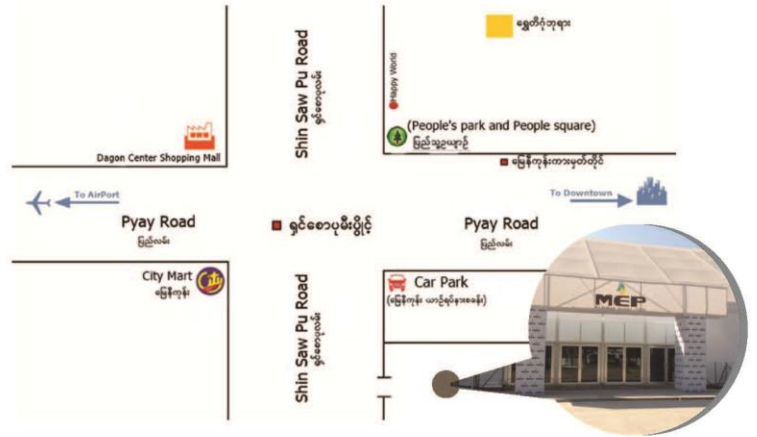 ရွှေတိဂုံဘုရား
Shin Saw Pu Road
ရှင်စောပုလမ်း
Happy World
(People's park and People square)
ပြည်သူ့ဥယျာဉ်
Dagon Center Shopping Mall
မြေနီကုန်းကားမှတ်တိုင်
To AirPort
To Downtown
Pyay Road
ပြည်လမ်း
ရှင်စောပုမီးပွိုင့်
Pyay Road
ပြည်လမ်း
City Mart
မြေနီကုန်း
City
Shin Saw Pu Road
ရှင်စောပုလမ်း
Car Park
(မြေနီကုန်း ယာဉ်ရပ်နားစခန်း)
MEP